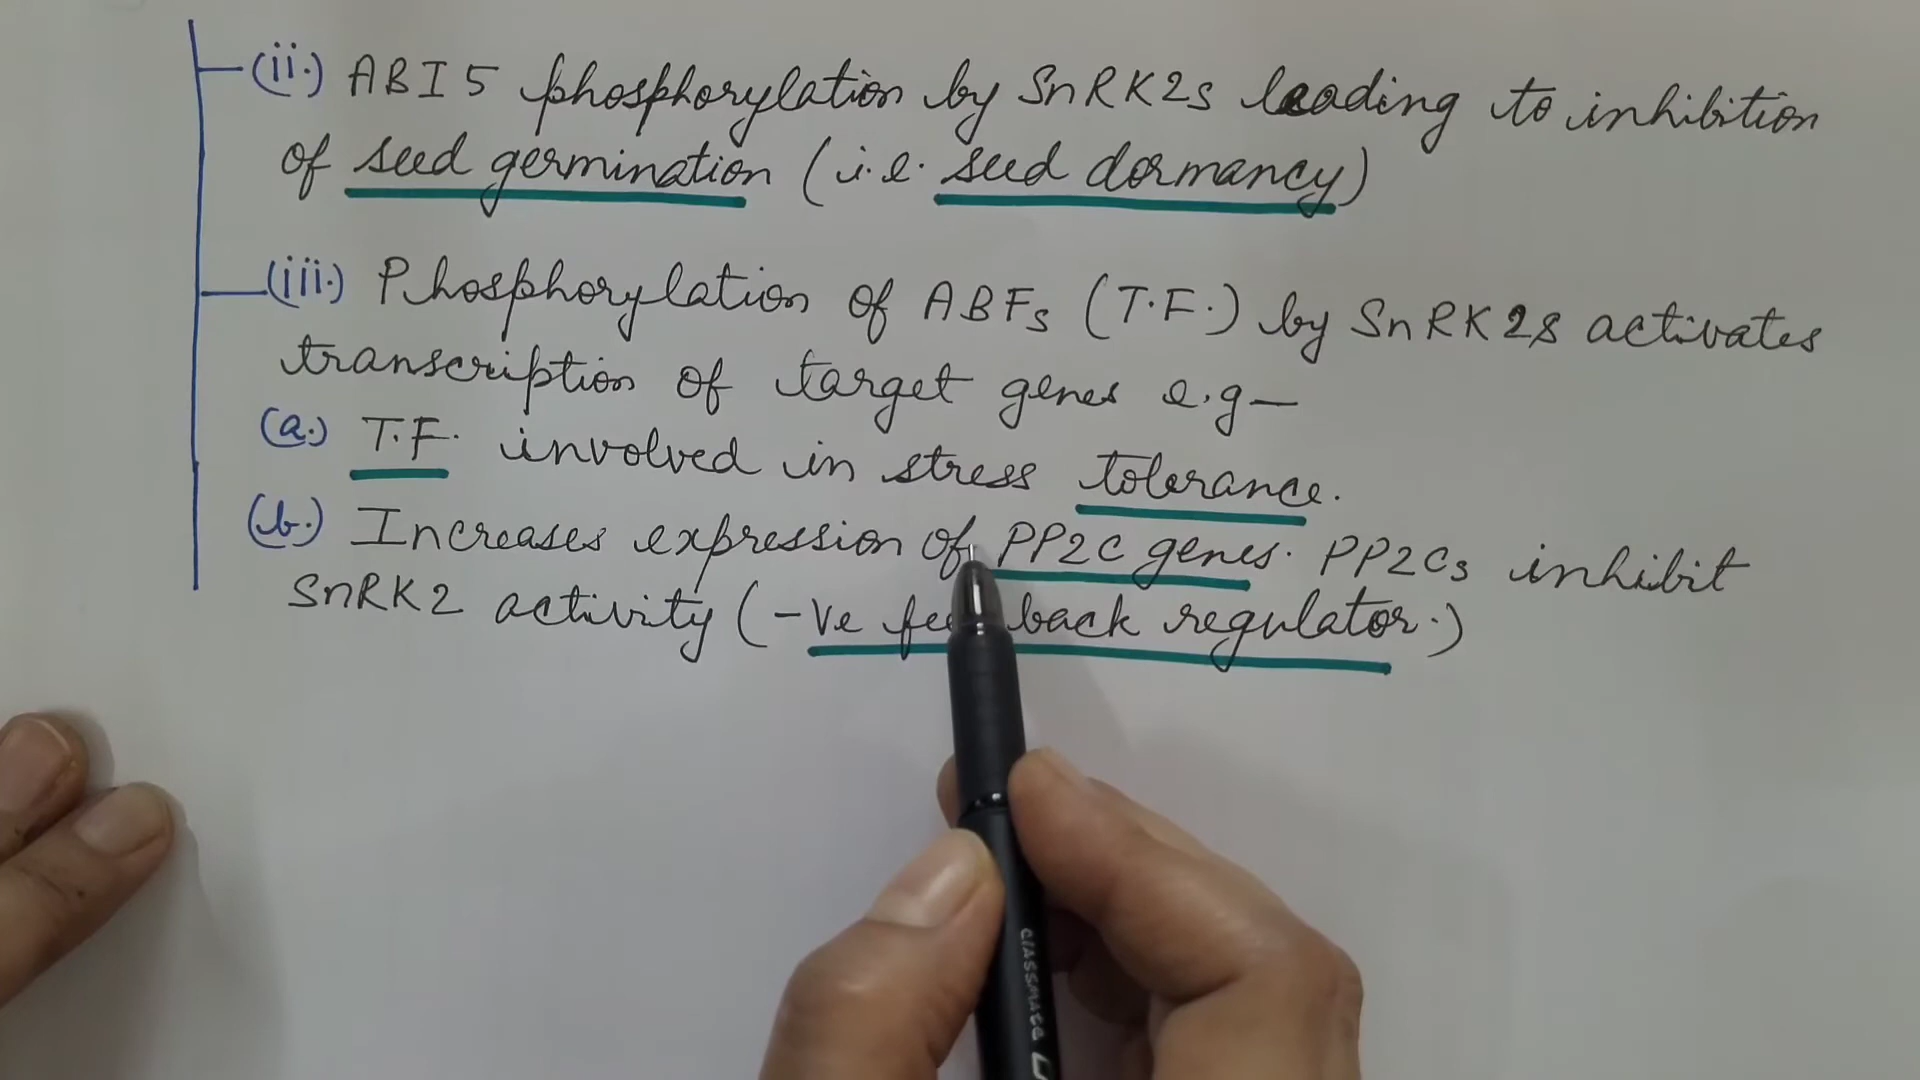 (ii.) ABI5 phosphorylation by SnRK2s leading to inhibition
of seed germination (i.e. seed dormancy)
(iii.) Phosphorylation of ABFs (T.F.) by SnRK2s activates
transcription of target genes e.g—
(a.) T.F. involved in stress tolerance.
(b.) Increases expression of PP2C genes. PP2Cs inhibit
SnRK2 activity (-ve feedback regulator.)
classmate